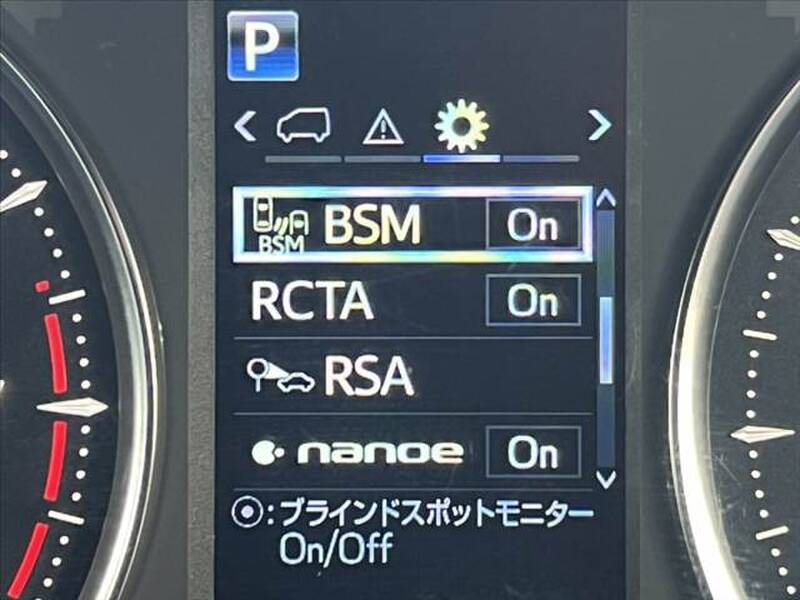 P
BSM BSM On
RCTA On
RSA
nanoe On
:ブラインドスポットモニター
On/Off